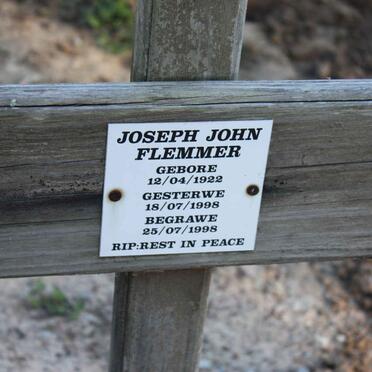 JOSEPH JOHN
FLEMMER
GEBORE
12/04/1922
GESTERWE
18/07/1998
BEGRAWE
25/07/1998
RIP:REST IN PEACE